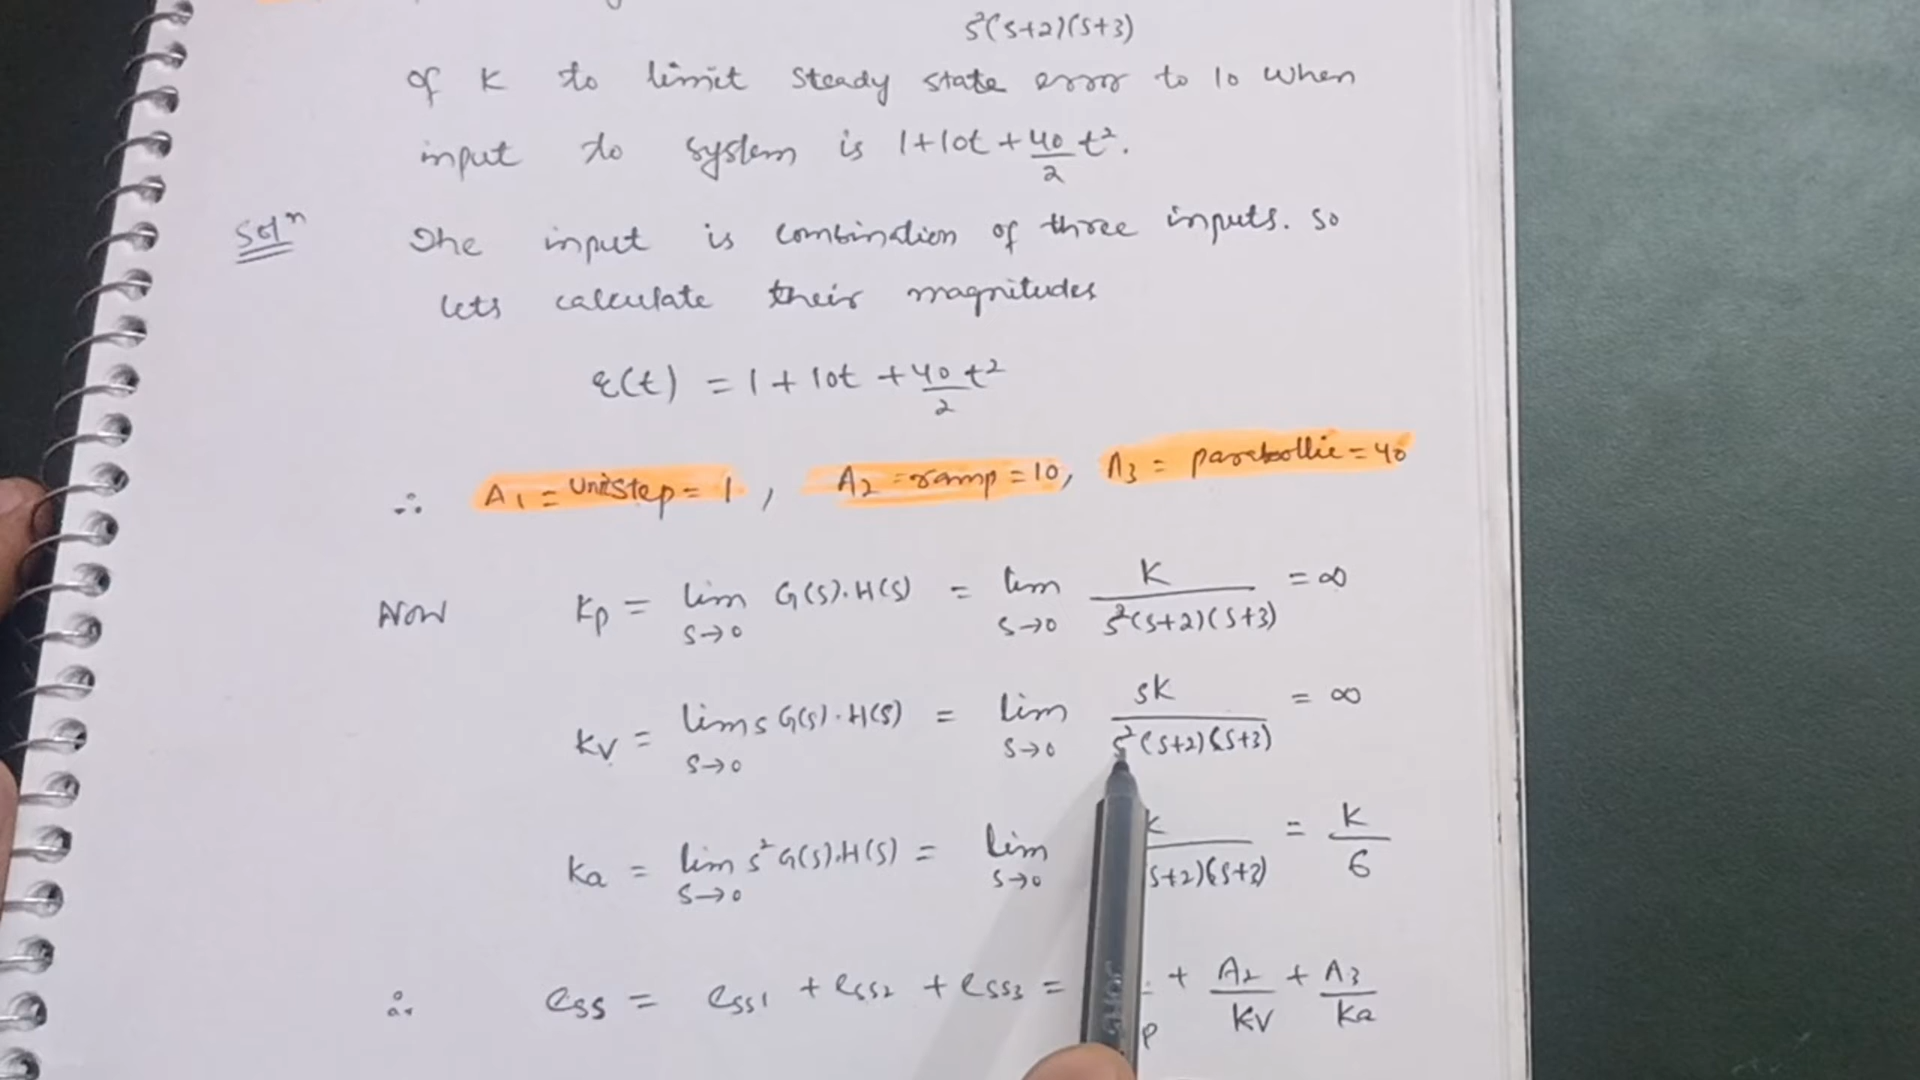 s²(s+2)(s+3)
of K to limit steady state error to 10 when
input to system is 1+10t+40/2 t².
Solⁿ The input is combination of three inputs. so
lets calculate their magnitudes
r(t) = 1+10t+40/2 t²
∴ A1 = unitstep = 1, A2 = ramp = 10, A3 = parabollic = 40
Now Kp = lim s→0 G(s).H(s) = lim s→0 K/s²(s+2)(s+3) = ∞
Kv = lim s→0 s G(s).H(s) = lim s→0 sK/s²(s+2)(s+3) = ∞
Ka = lim s→0 s² G(s).H(s) = lim s→0 K/(s+2)(s+3) = K/6
∴ ess = ess1 + ess2 + ess3 = + A2/Kv + A3/Ka